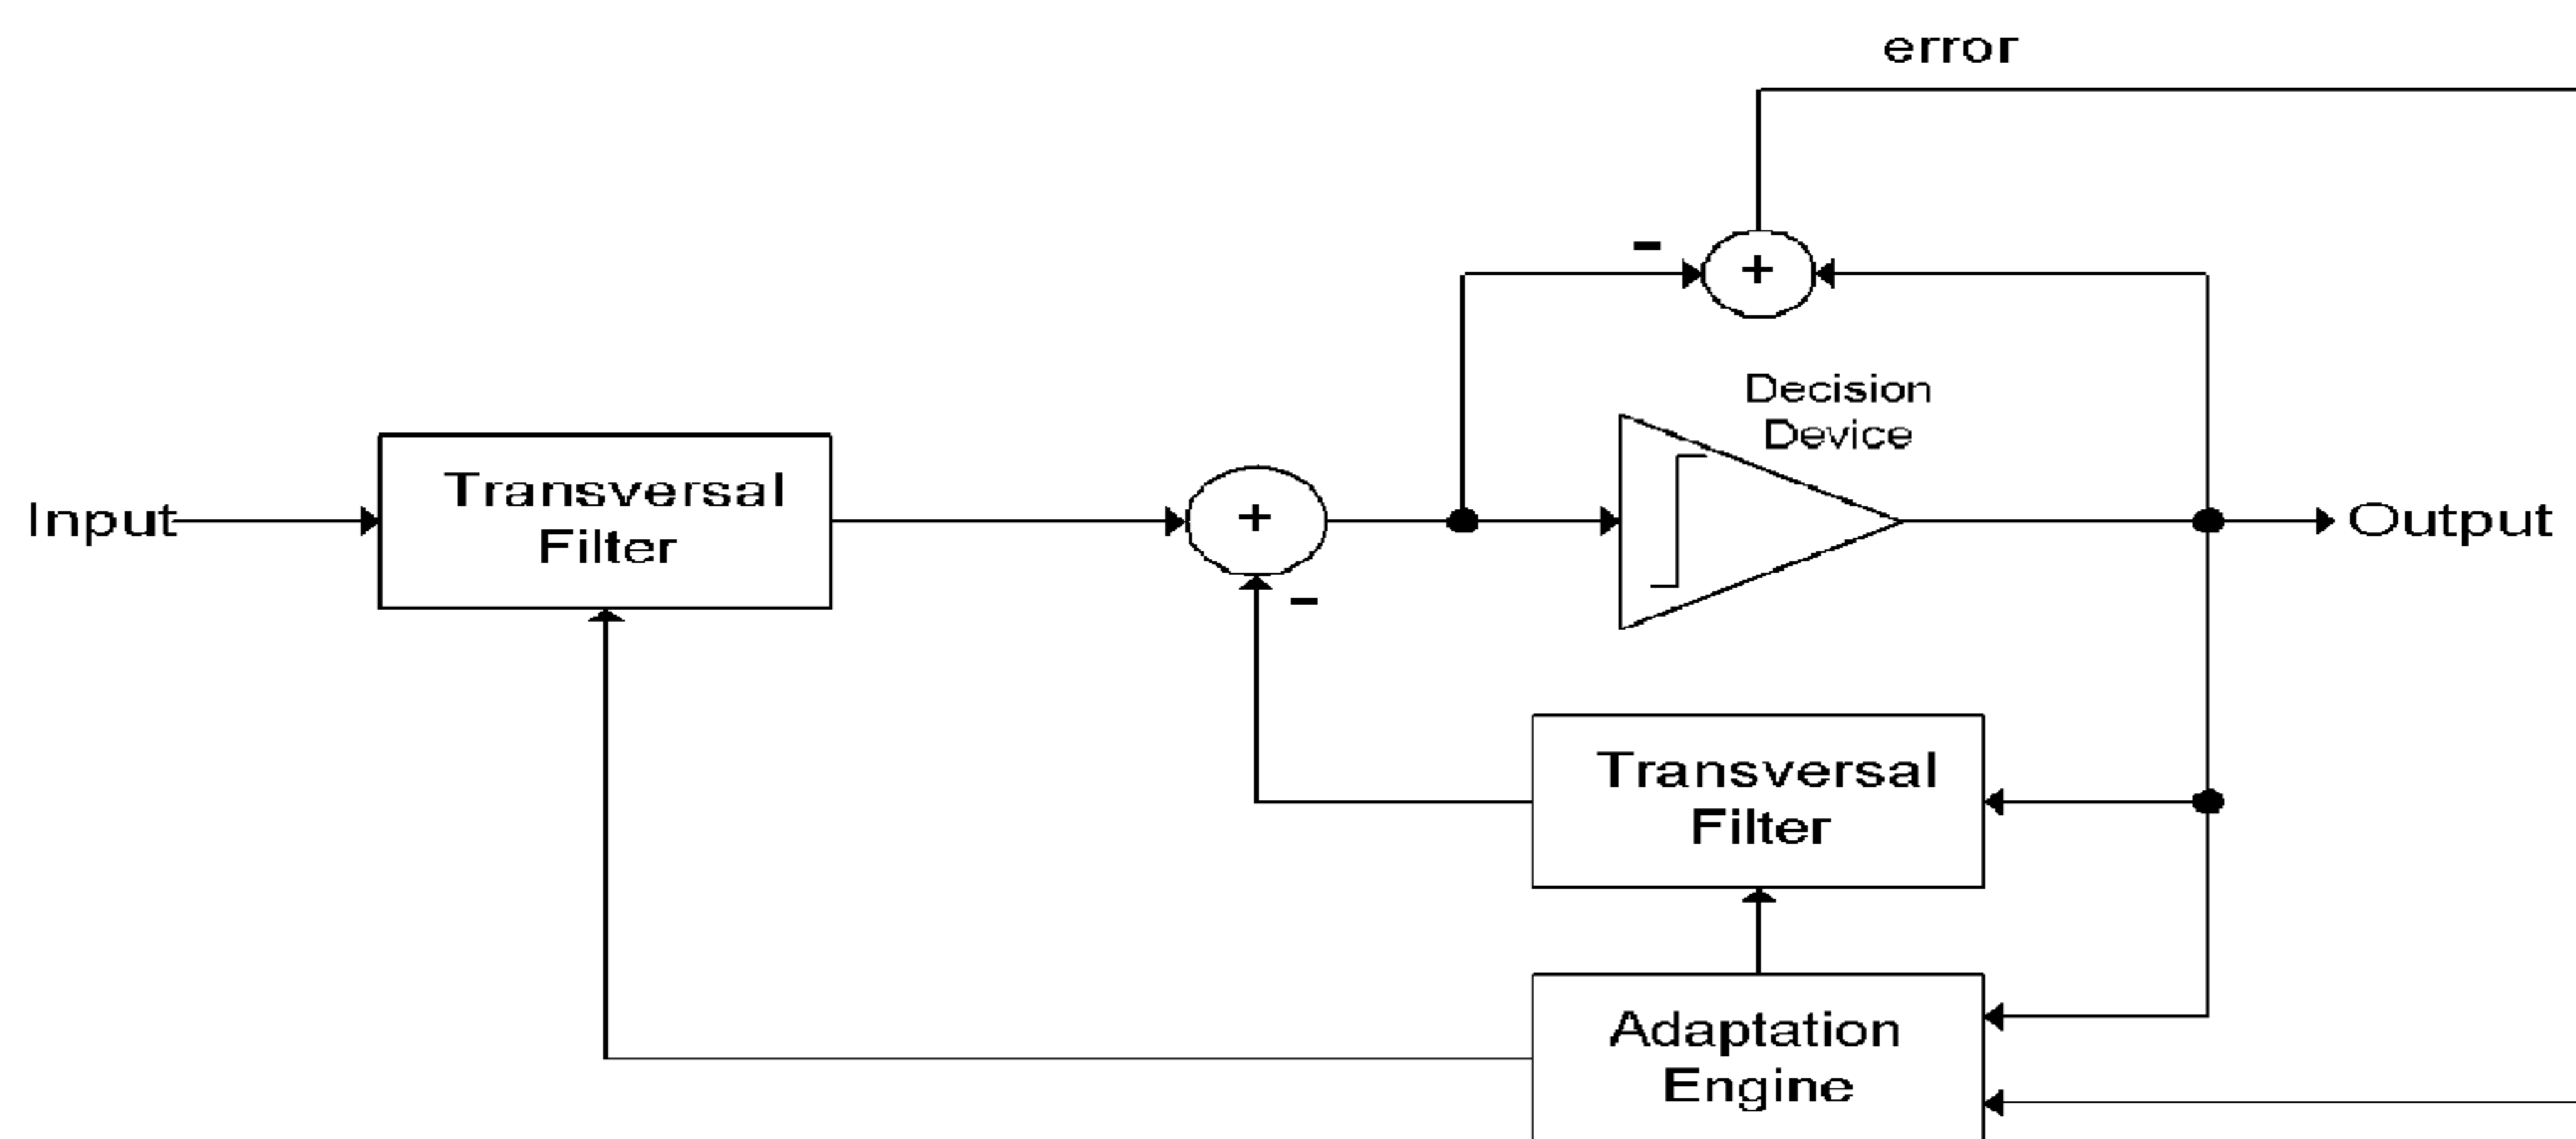 error
-
+
Decision
Device
Input
Transversal
Filter
+
-
Output
Transversal
Filter
Adaptation
Engine